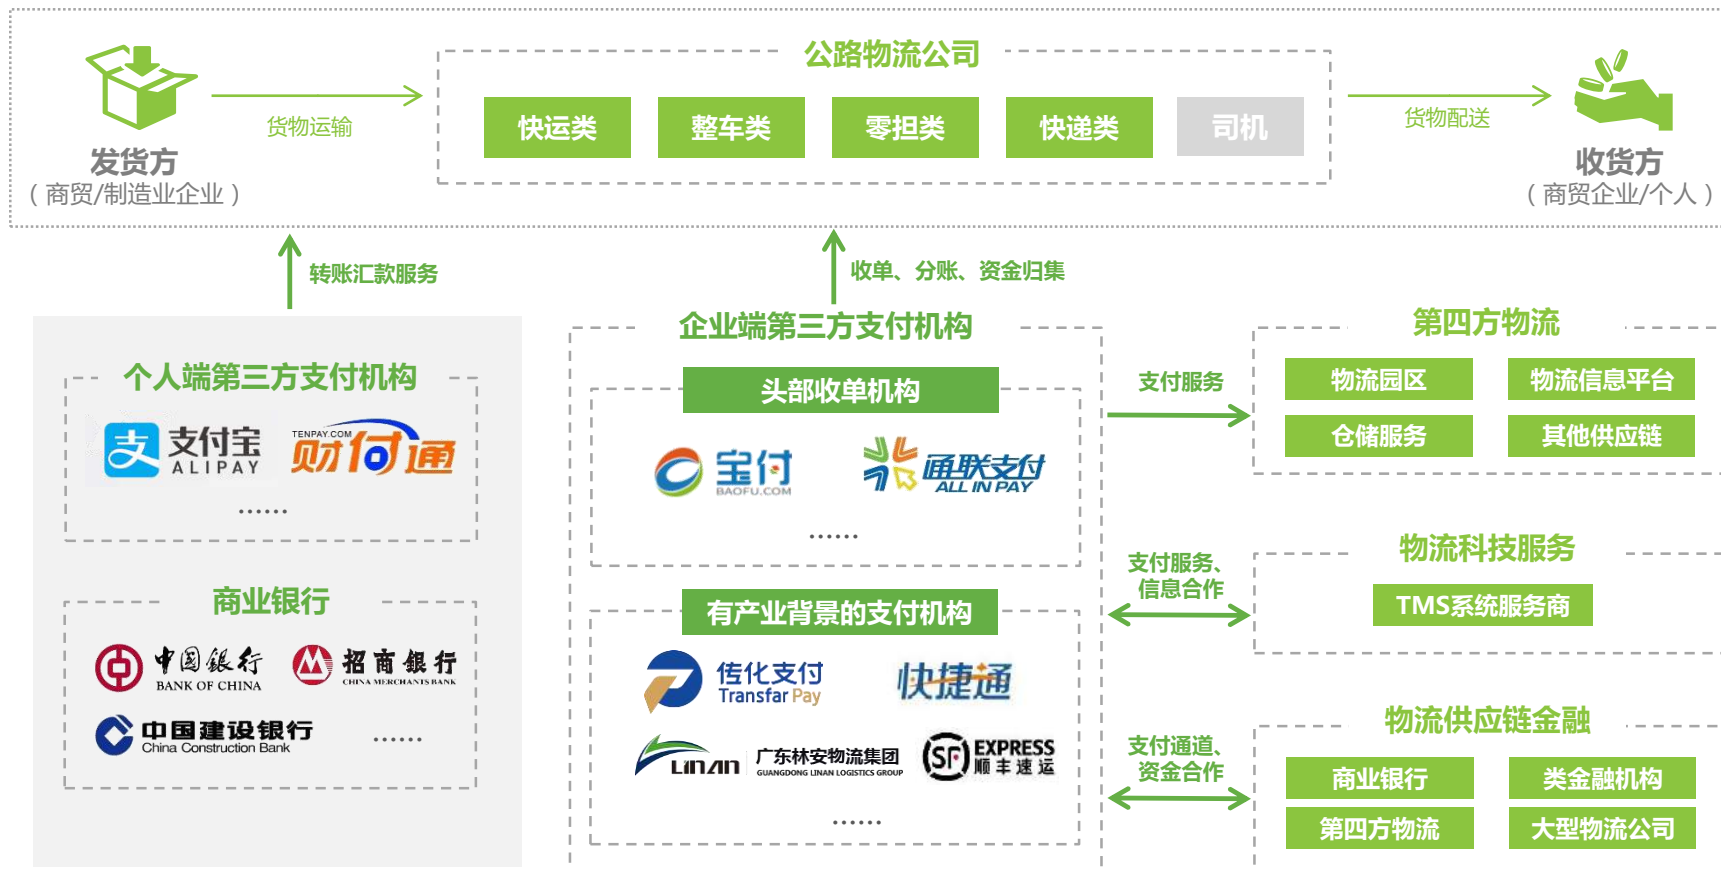 公路物流公司
快运类
整车类
零担类
快递类
司机
货物运输
货物配送
发货方
（商贸/制造业企业）
收货方
（商贸企业/个人）
转账汇款服务
收单、分账、资金归集
个人端第三方支付机构
支付宝
ALIPAY
TENPAY.COM
财付通
......
商业银行
中國銀行
BANK OF CHINA
招商銀行
CHINA MERCHANTS BANK
中国建设银行
China Construction Bank
......
企业端第三方支付机构
头部收单机构
宝付
BAOFU.COM
通联支付
ALL IN PAY
......
有产业背景的支付机构
传化支付
Transfar Pay
快捷通
LINAN
广东林安物流集团
GUANGDONG LINAN LOGISTICS GROUP
SF
EXPRESS
顺丰速运
......
支付服务
第四方物流
物流园区
物流信息平台
仓储服务
其他供应链
支付服务、
信息合作
物流科技服务
TMS系统服务商
支付通道、
资金合作
物流供应链金融
商业银行
类金融机构
第四方物流
大型物流公司